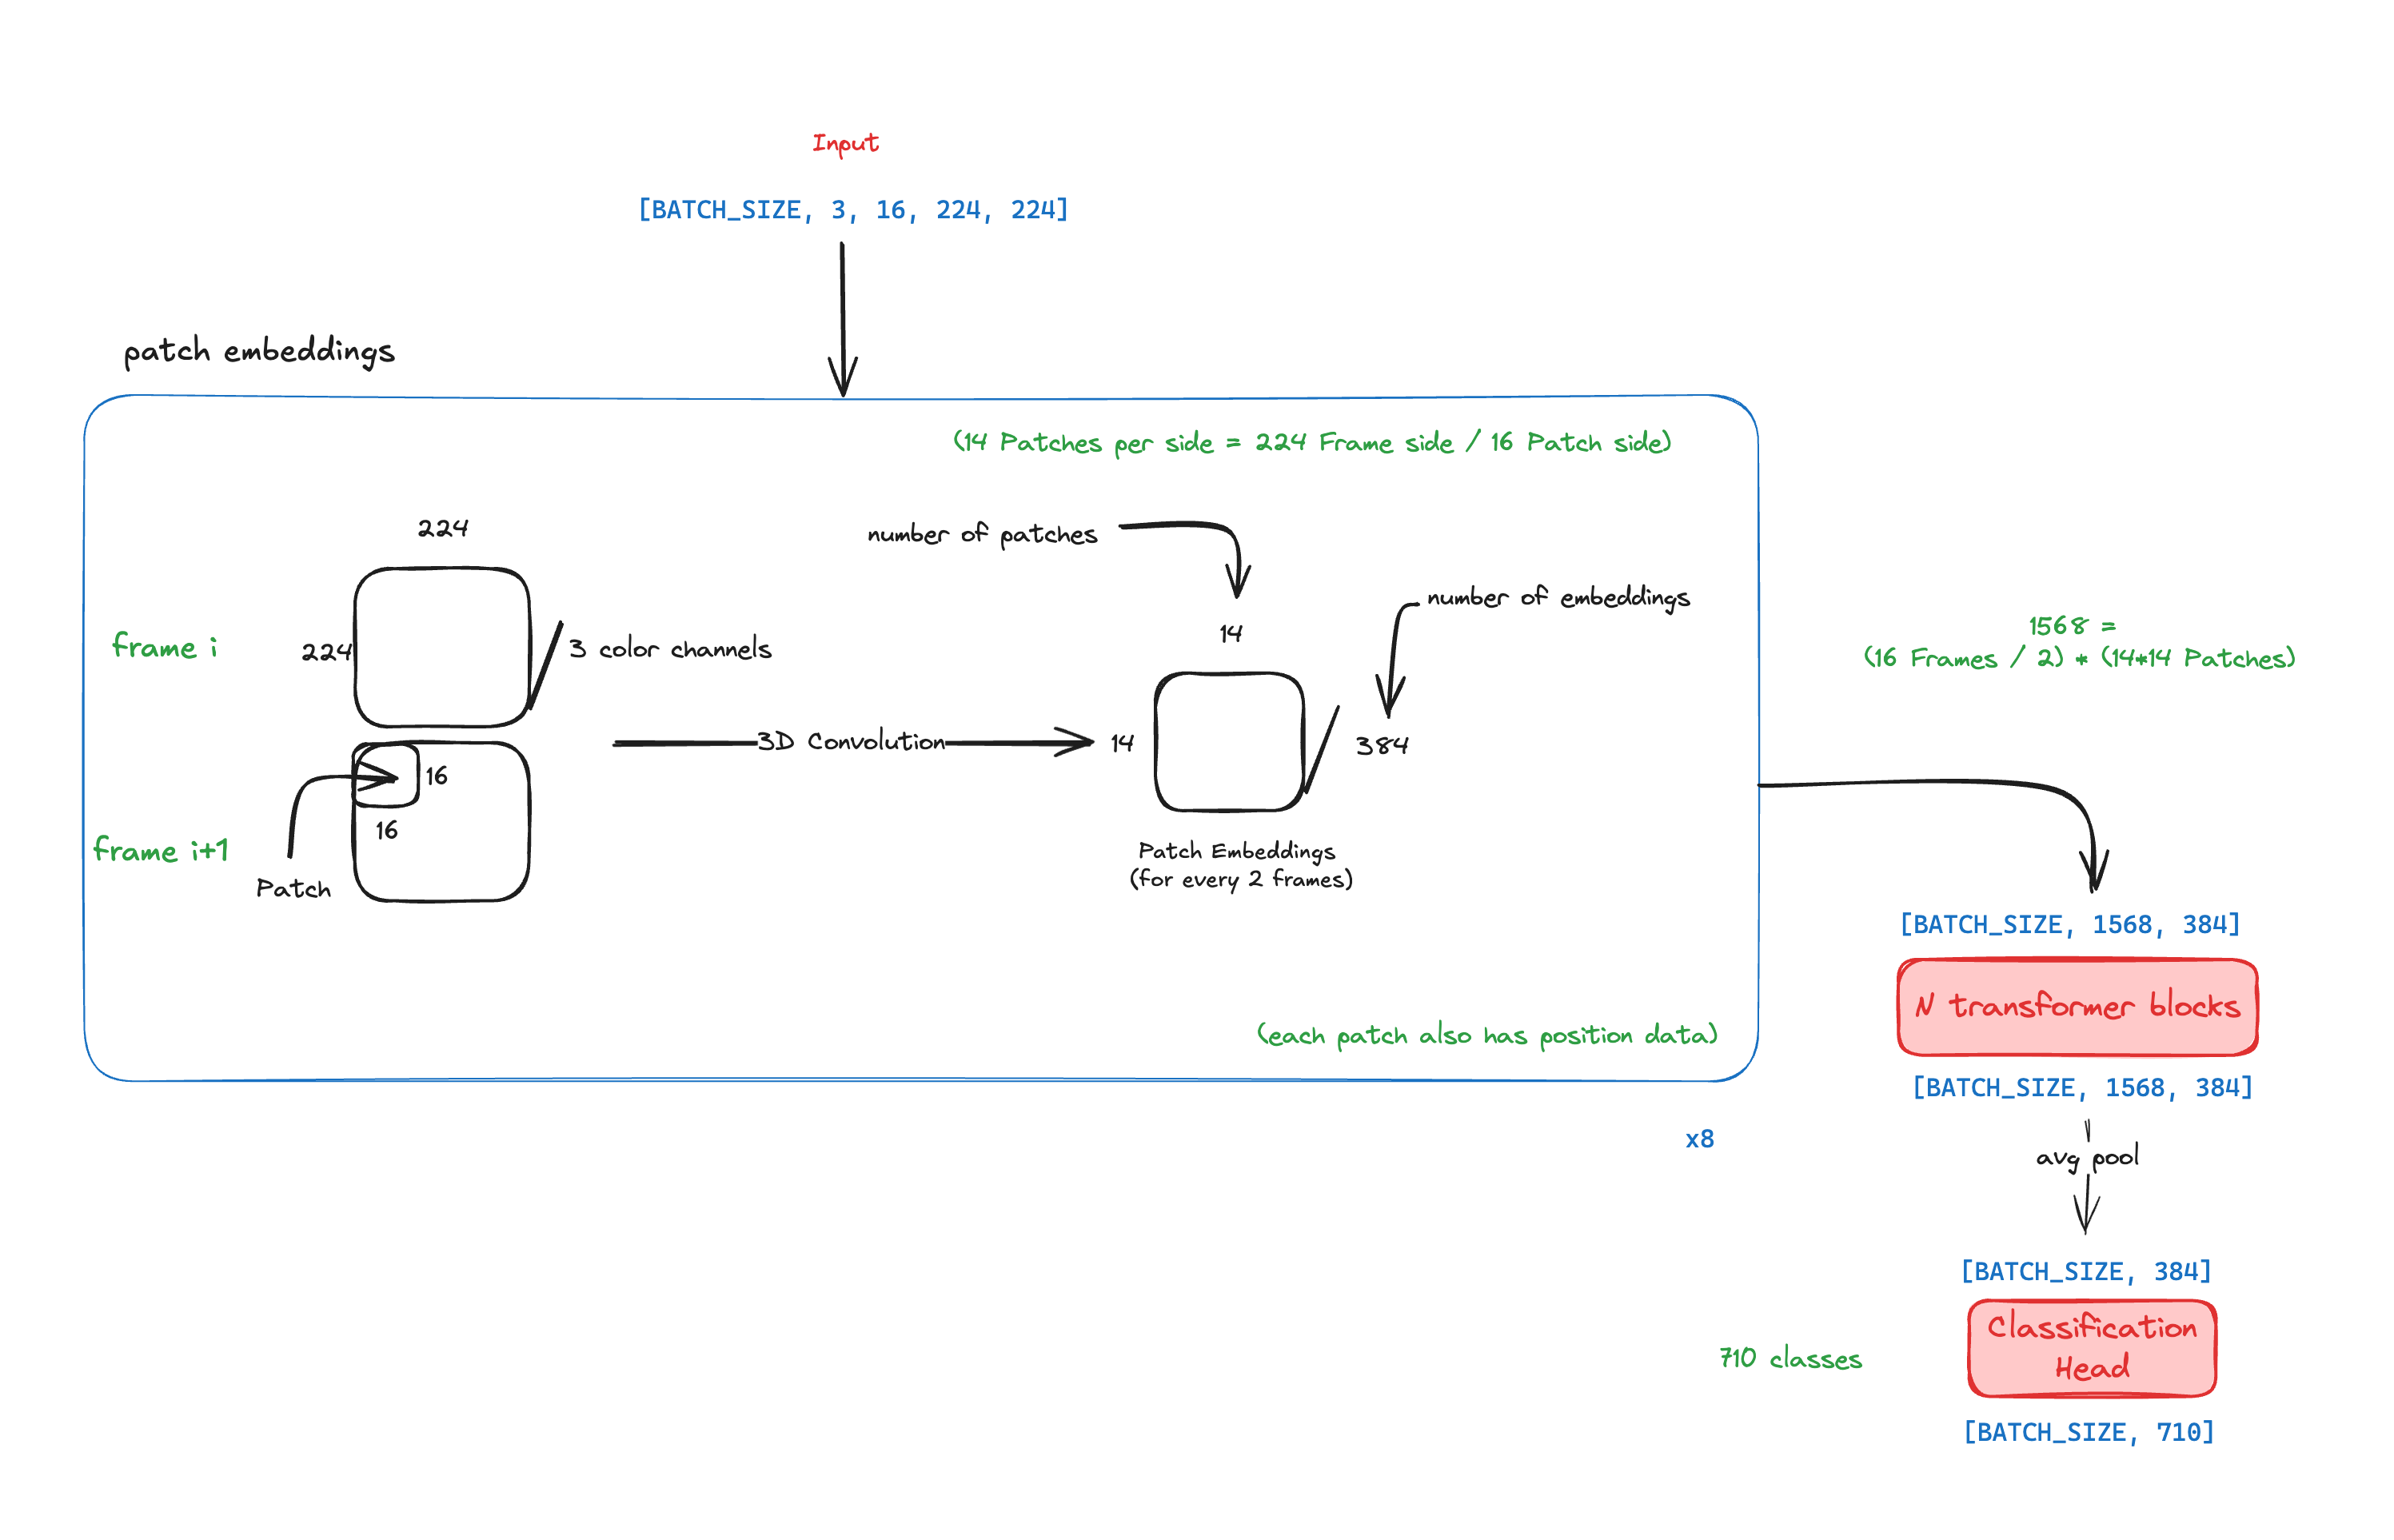 Input
[BATCH_SIZE, 3, 16, 224, 224]
patch embeddings
(14 Patches per side = 224 Frame side / 16 Patch side)
224
number of patches
number of embeddings
14
frame i
224
3 color channels
1568 =
(16 Frames / 2) * (14*14 Patches)
3D Convolution
14
384
16
16
frame i+1
Patch
Patch Embeddings
(for every 2 frames)
[BATCH_SIZE, 1568, 384]
N transformer blocks
(each patch also has position data)
[BATCH_SIZE, 1568, 384]
x8
avg pool
[BATCH_SIZE, 384]
Classification
Head
710 classes
[BATCH_SIZE, 710]